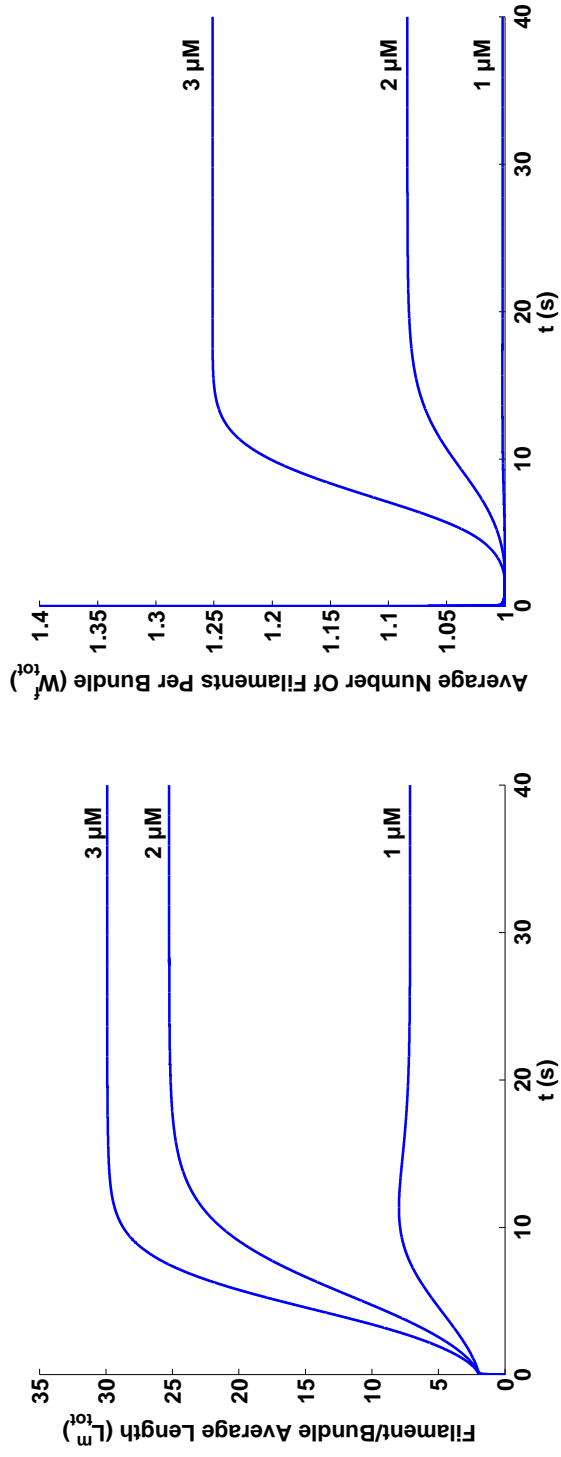 Filament/Bundle Average Length (L^m_tot)
35
30
25
20
15
10
5
0
3 µM
2 µM
1 µM
0
10
20
30
40
t (s)
Average Number Of Filaments Per Bundle (W^f_tot)
1.4
1.35
1.3
1.25
1.2
1.15
1.1
1.05
1
3 µM
2 µM
1 µM
0
10
20
30
40
t (s)